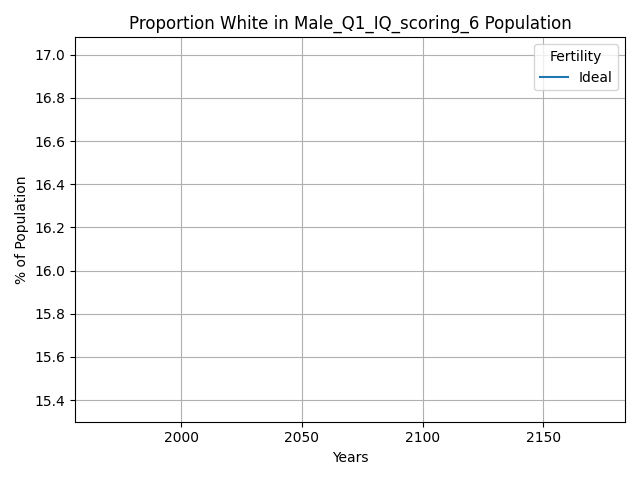 Proportion White in Male_Q1_IQ_scoring_6 Population
Fertility
Ideal
% of Population
17.0
16.8
16.6
16.4
16.2
16.0
15.8
15.6
15.4
2000 2050 2100 2150
Years